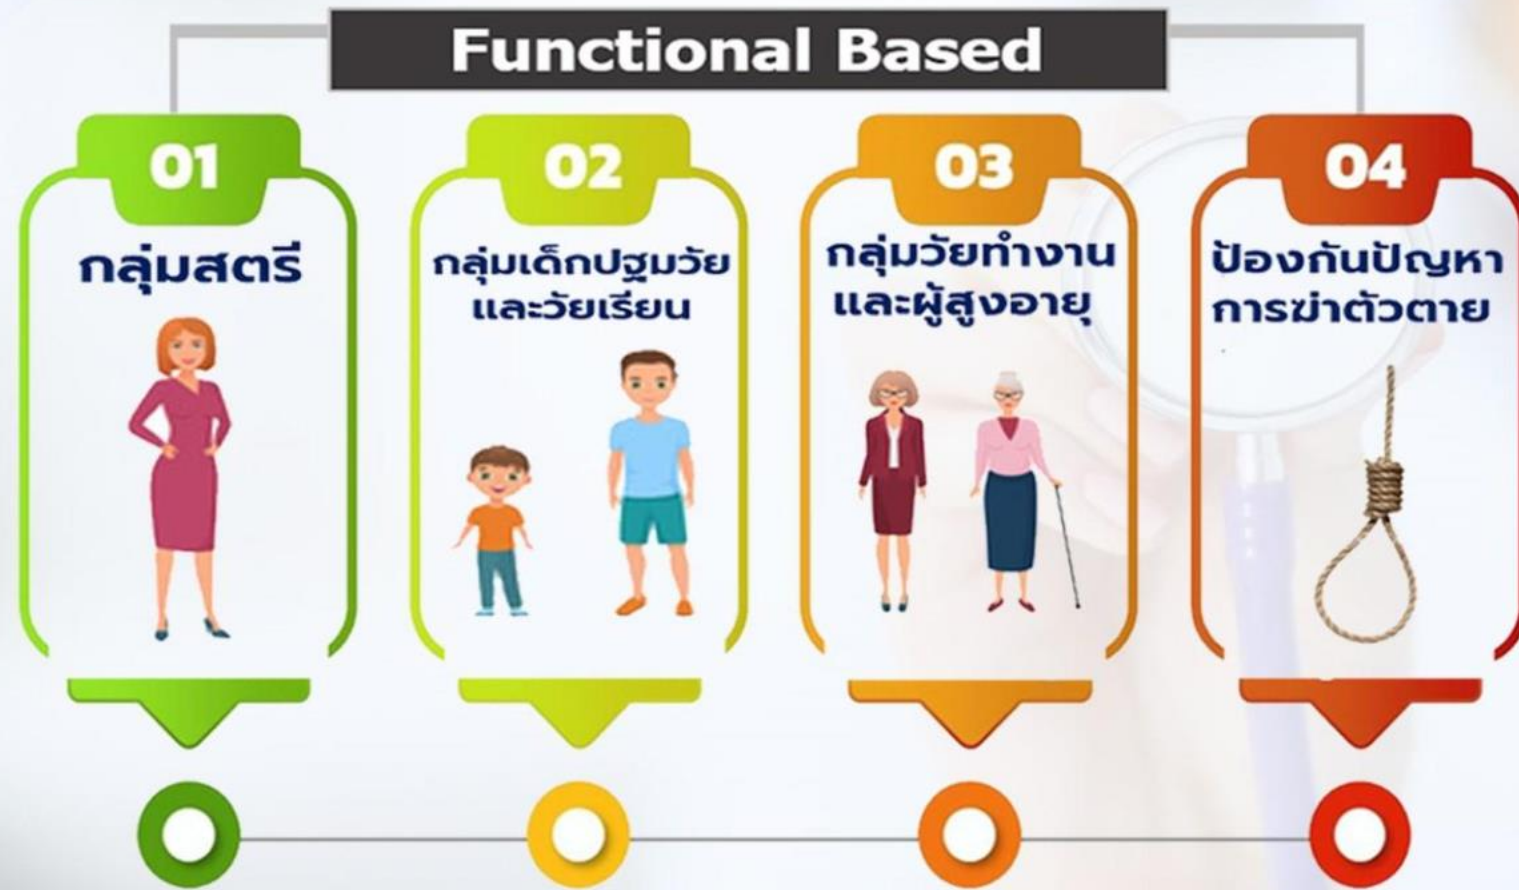 Functional Based
01
กลุ่มสตรี
02
กลุ่มเด็กปฐมวัย
และวัยเรียน
03
กลุ่มวัยทำงาน
และผู้สูงอายุ
04
ป้องกันปัญหา
การฆ่าตัวตาย